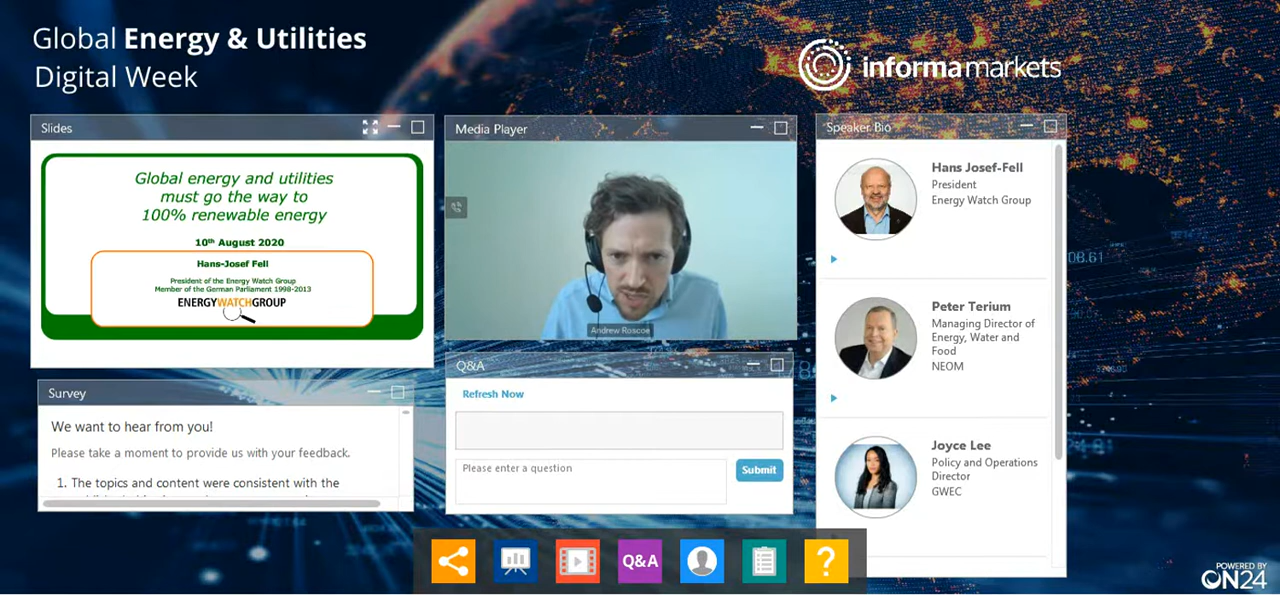 Global Energy & Utilities
Digital Week
informa markets
Slides
Global energy and utilities
must go the way to
100% renewable energy
10th August 2020
Hans-Josef Fell
President of the Energy Watch Group
Member of the German Parliament 1998-2013
ENERGYWATCHGROUP
Survey
We want to hear from you!
Please take a moment to provide us with your feedback.
1. The topics and content were consistent with the
Media Player
Andrew Roscoe
Q&A
Refresh Now
Please enter a question
Submit
Speaker Bio
Hans Josef-Fell
President
Energy Watch Group
Peter Terium
Managing Director of
Energy, Water and
Food
NEOM
Joyce Lee
Policy and Operations
Director
GWEC
08.61
Q&A
?
POWERED BY
ON24